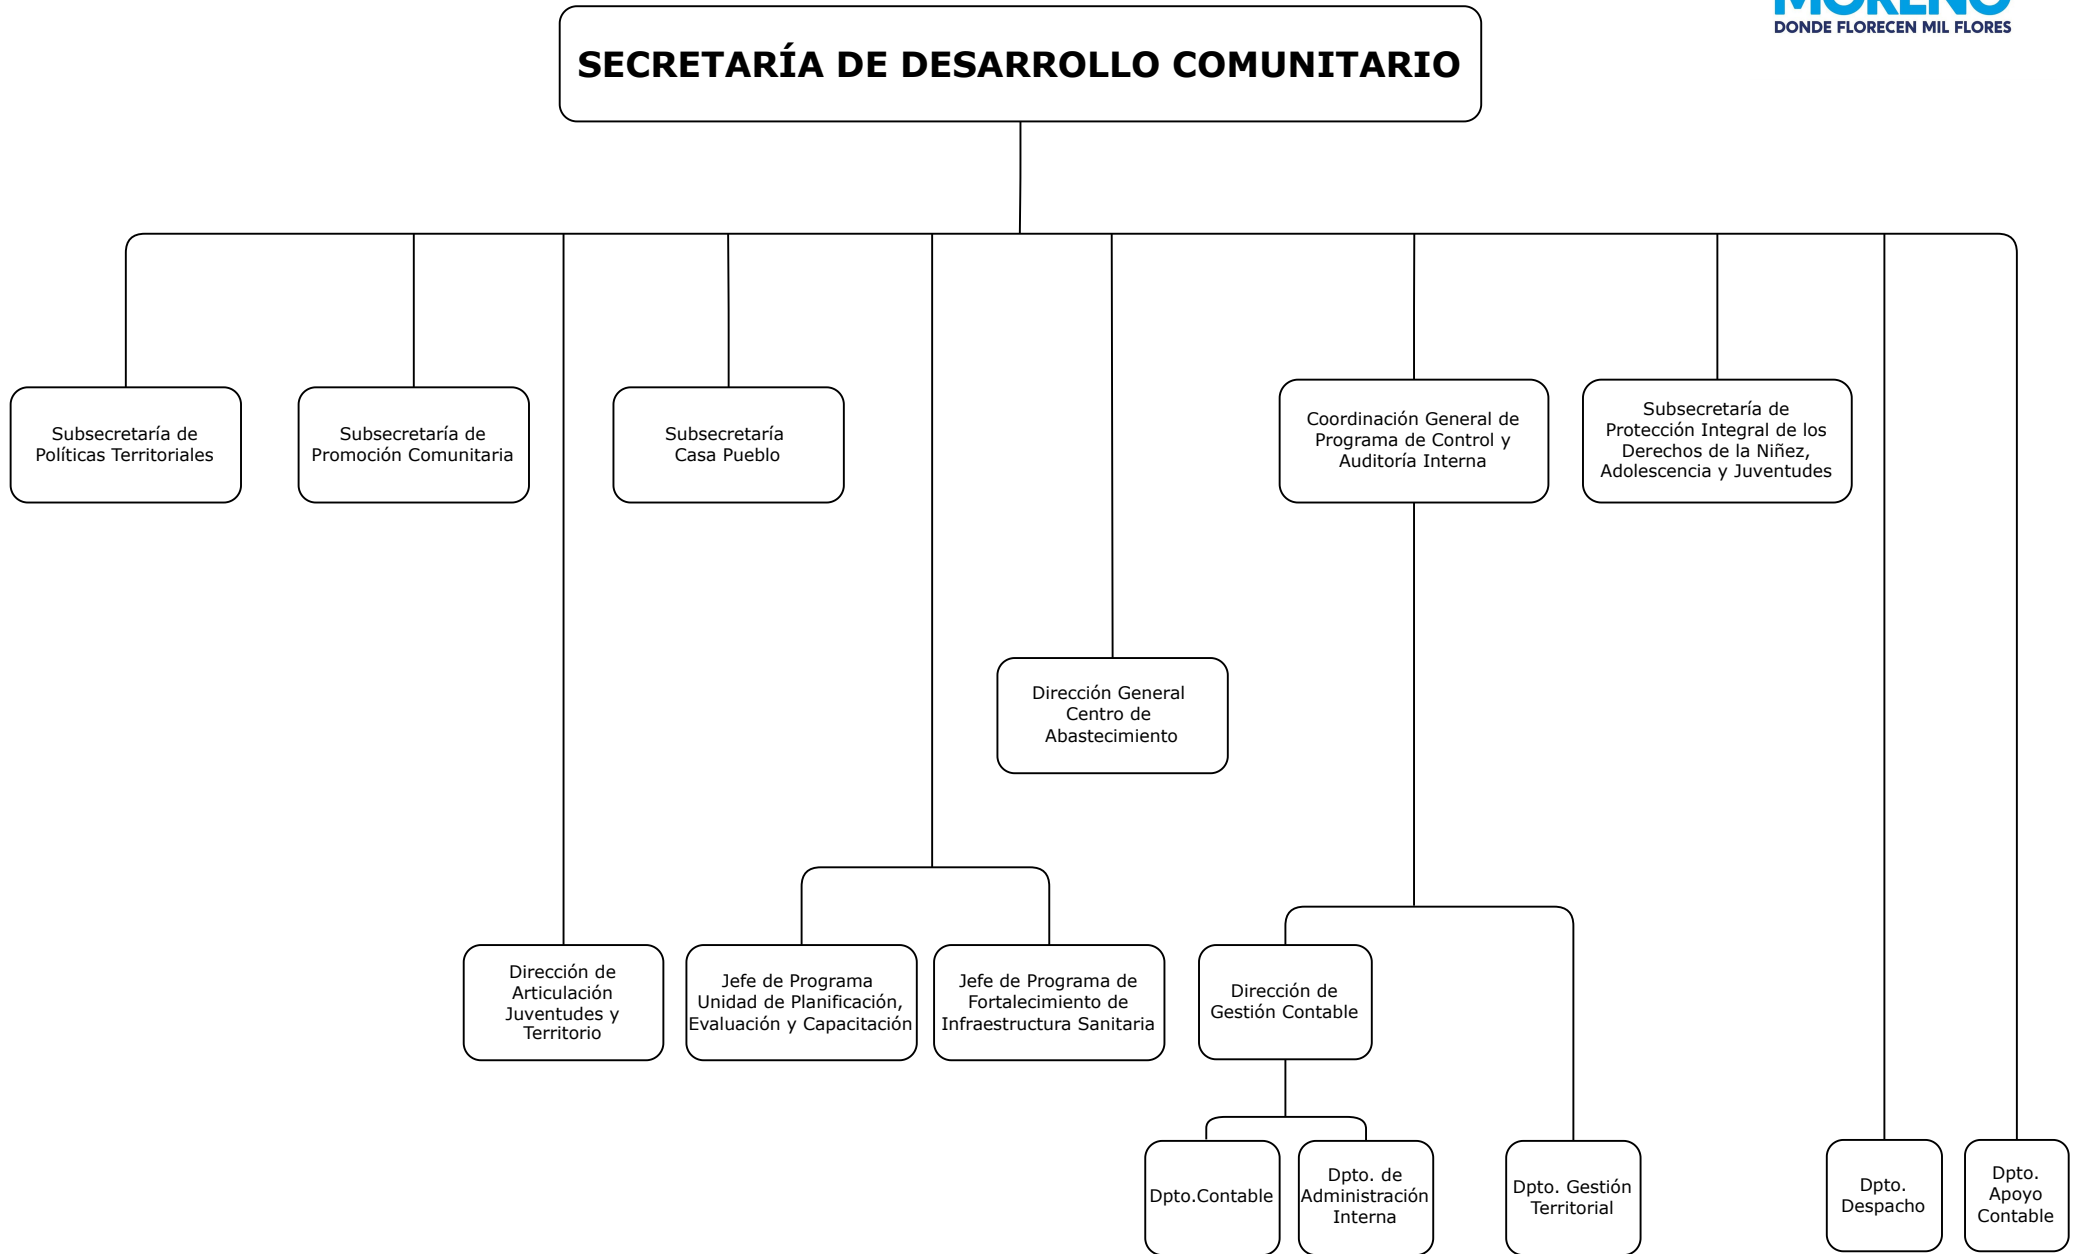 MORENO
DONDE FLORECEN MIL FLORES
SECRETARÍA DE DESARROLLO COMUNITARIO
Subsecretaría de
Políticas Territoriales
Subsecretaría de
Promoción Comunitaria
Subsecretaría
Casa Pueblo
Coordinación General de
Programa de Control y
Auditoría Interna
Subsecretaría de
Protección Integral de los
Derechos de la Niñez,
Adolescencia y Juventudes
Dirección General
Centro de
Abastecimiento
Dirección de
Articulación
Juventudes y
Territorio
Jefe de Programa
Unidad de Planificación,
Evaluación y Capacitación
Jefe de Programa de
Fortalecimiento de
Infraestructura Sanitaria
Dirección de
Gestión Contable
Dpto.Contable
Dpto. de
Administración
Interna
Dpto. Gestión
Territorial
Dpto.
Despacho
Dpto.
Apoyo
Contable